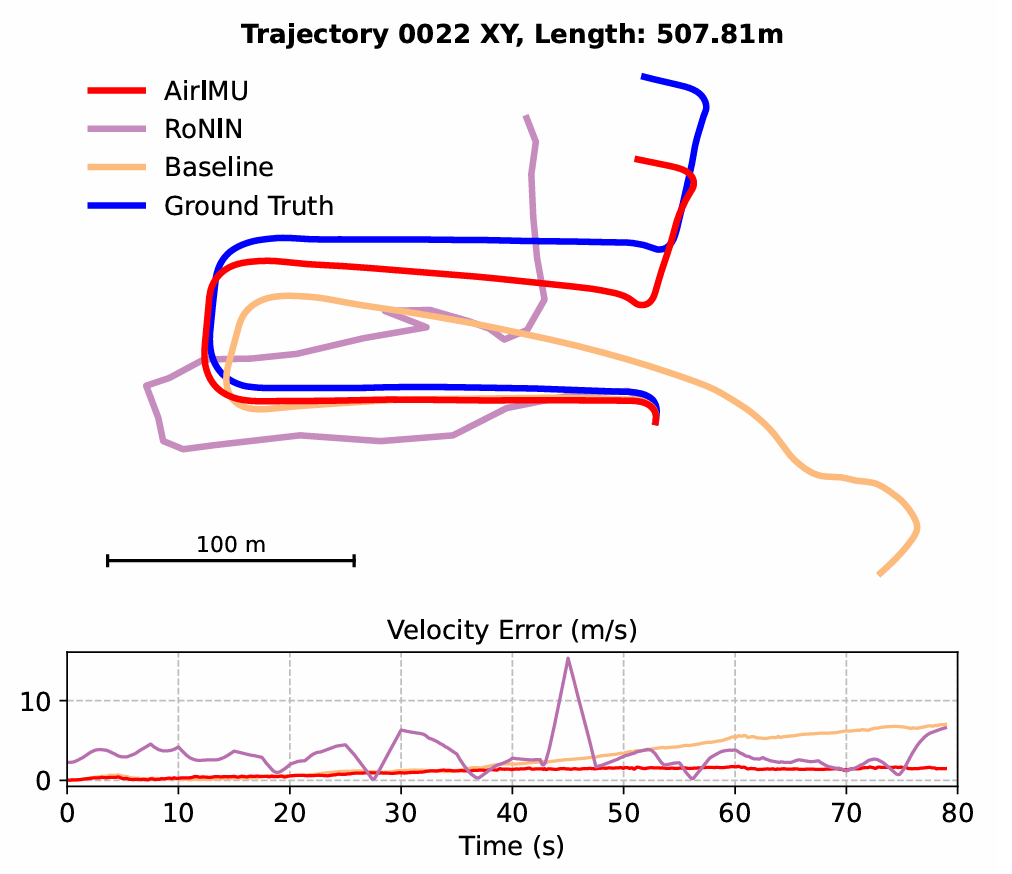 Trajectory 0022 XY, Length: 507.81m
AirIMU
RoNIN
Baseline
Ground Truth
100 m
Velocity Error (m/s)
10
0
0 10 20 30 40 50 60 70 80
Time (s)